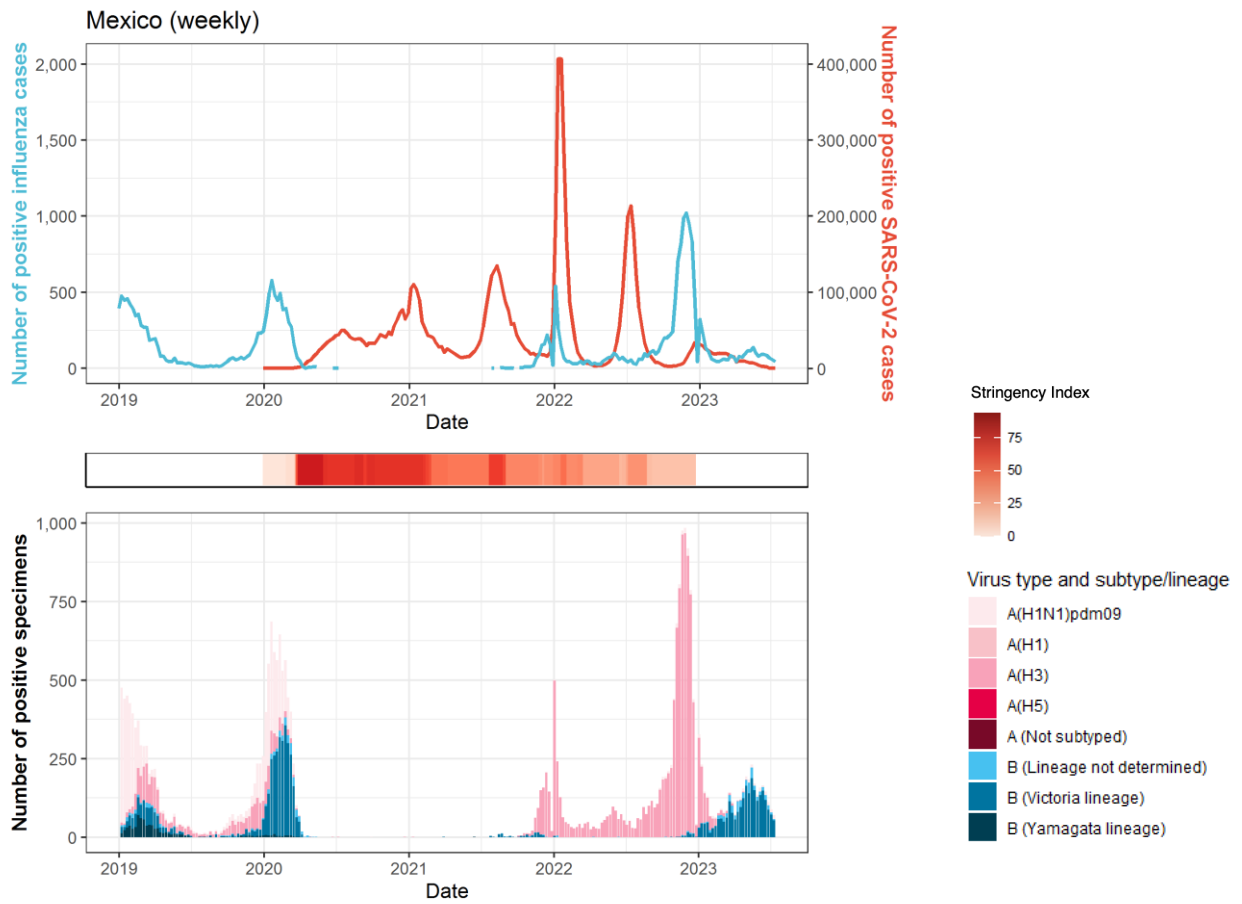 Mexico (weekly)
Number of positive influenza cases
2,000
1,500
1,000
500
0
400,000
300,000
200,000
100,000
0
Number of positive SARS-CoV-2 cases
2019
2020
2021
2022
2023
Date
Stringency Index
75
50
25
0
Number of positive specimens
1,000
750
500
250
0
2019
2020
2021
2022
2023
Date
Virus type and subtype/lineage
A(H1N1)pdm09
A(H1)
A(H3)
A(H5)
A (Not subtyped)
B (Lineage not determined)
B (Victoria lineage)
B (Yamagata lineage)